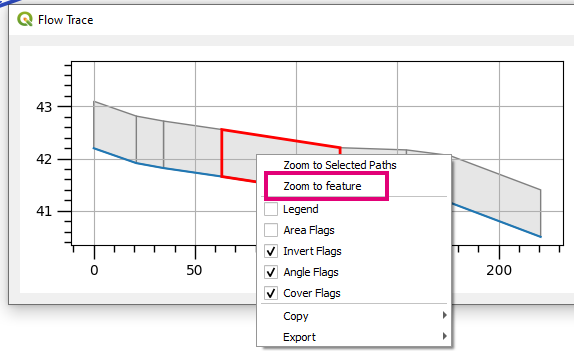 Flow Trace
43
42
41
0
50
200
Zoom to Selected Paths
Zoom to feature
Legend
Area Flags
Invert Flags
Angle Flags
Cover Flags
Copy
Export